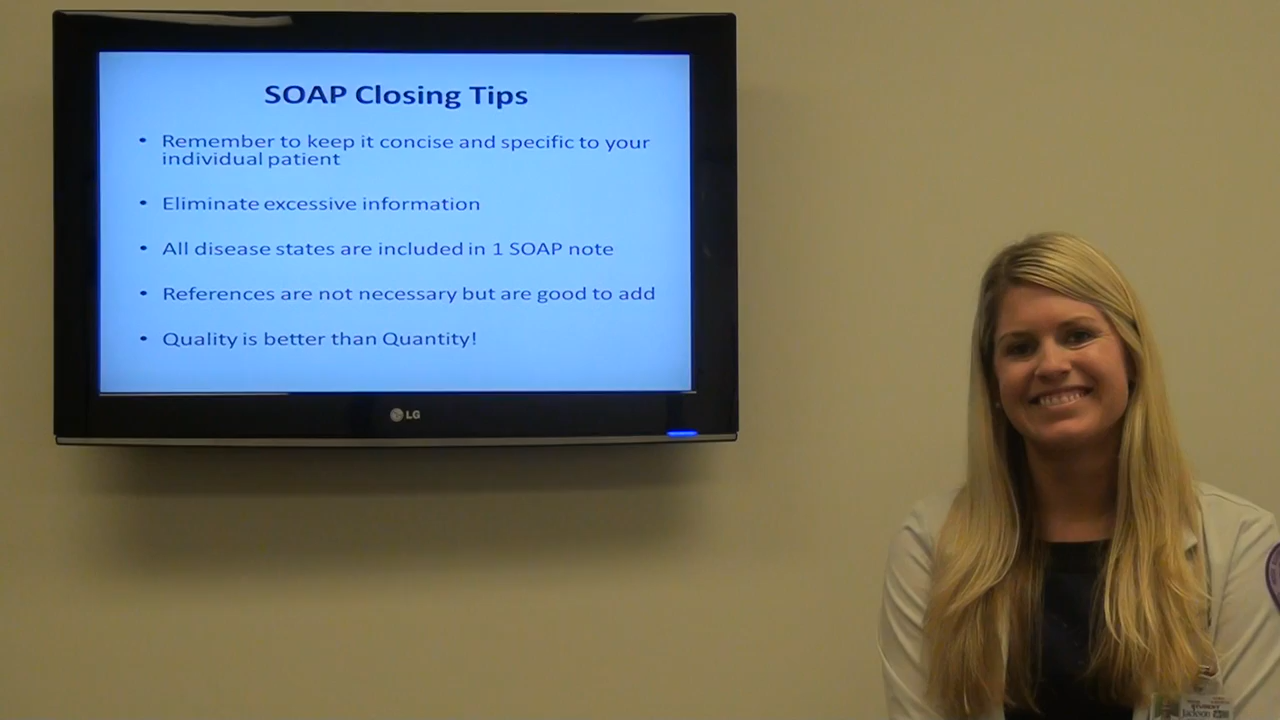 SOAP Closing Tips
• Remember to keep it concise and specific to your
individual patient
• Eliminate excessive information
• All disease states are included in 1 SOAP note
• References are not necessary but are good to add
• Quality is better than Quantity!
LG
STUDENT
Jackson